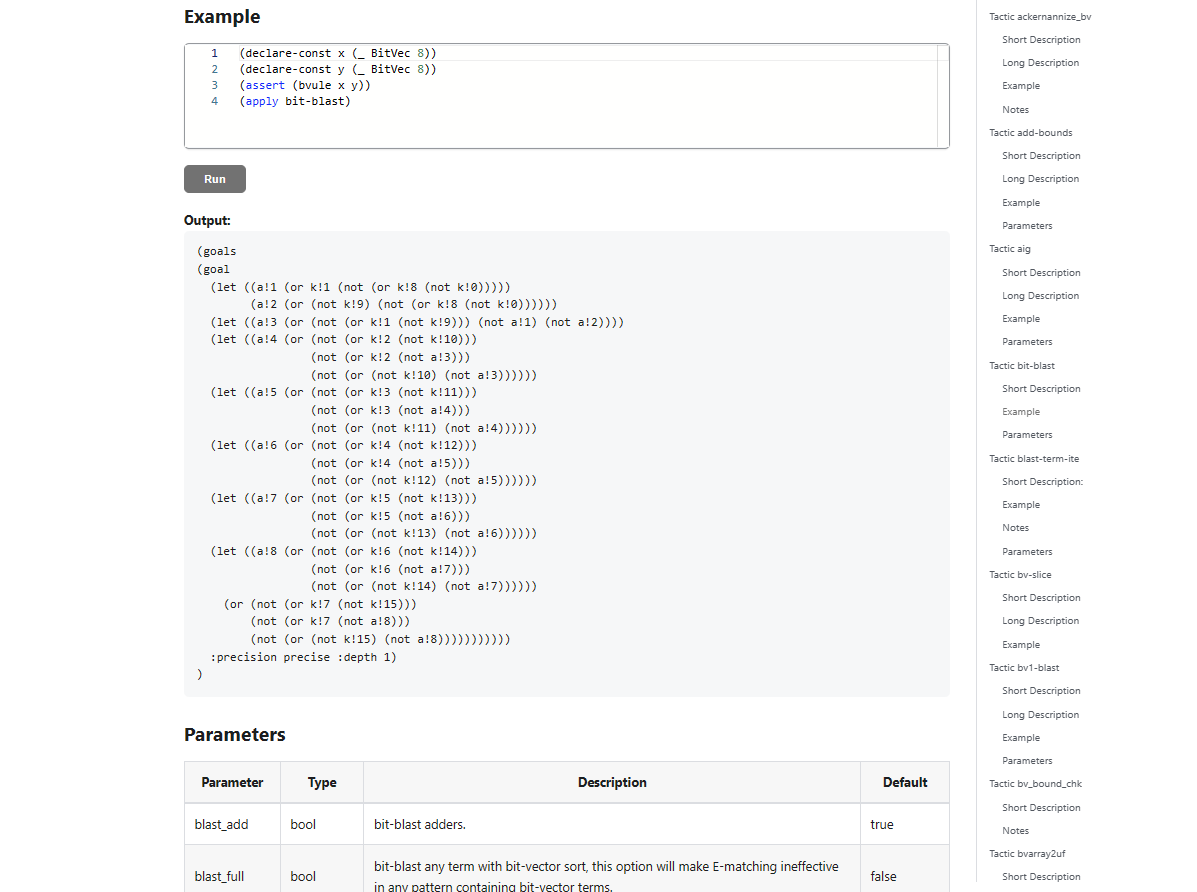 Example
1 (declare-const x (_ BitVec 8))
2 (declare-const y (_ BitVec 8))
3 (assert (bvule x y))
4 (apply bit-blast)
Run
Output:
(goals
(goal
  (let ((a!1 (or k!1 (not (or k!8 (not k!0)))))
        (a!2 (or (not k!9) (not (or k!8 (not k!0))))))
  (let ((a!3 (or (not (or k!1 (not k!9))) (not a!1) (not a!2))))
  (let ((a!4 (or (not (or k!2 (not k!10)))
                 (not (or k!2 (not a!3)))
                 (not (or (not k!10) (not a!3))))))
  (let ((a!5 (or (not (or k!3 (not k!11)))
                 (not (or k!3 (not a!4)))
                 (not (or (not k!11) (not a!4))))))
  (let ((a!6 (or (not (or k!4 (not k!12)))
                 (not (or k!4 (not a!5)))
                 (not (or (not k!12) (not a!5))))))
  (let ((a!7 (or (not (or k!5 (not k!13)))
                 (not (or k!5 (not a!6)))
                 (not (or (not k!13) (not a!6))))))
  (let ((a!8 (or (not (or k!6 (not k!14)))
                 (not (or k!6 (not a!7)))
                 (not (or (not k!14) (not a!7))))))
    (or (not (or k!7 (not k!15)))
        (not (or k!7 (not a!8)))
        (not (or (not k!15) (not a!8)))))))))))
  :precision precise :depth 1)
)
Parameters
Parameter Type Description Default
blast_add bool bit-blast adders. true
blast_full bool bit-blast any term with bit-vector sort, this option will make E-matching ineffective false
in any pattern containing bit-vector terms.
Tactic ackernannize_bv
Short Description
Long Description
Example
Notes
Tactic add-bounds
Short Description
Long Description
Example
Parameters
Tactic aig
Short Description
Long Description
Example
Parameters
Tactic bit-blast
Short Description
Example
Parameters
Tactic blast-term-ite
Short Description:
Example
Notes
Parameters
Tactic bv-slice
Short Description
Long Description
Example
Tactic bv1-blast
Short Description
Long Description
Example
Parameters
Tactic bv_bound_chk
Short Description
Notes
Tactic bvarray2uf
Short Description